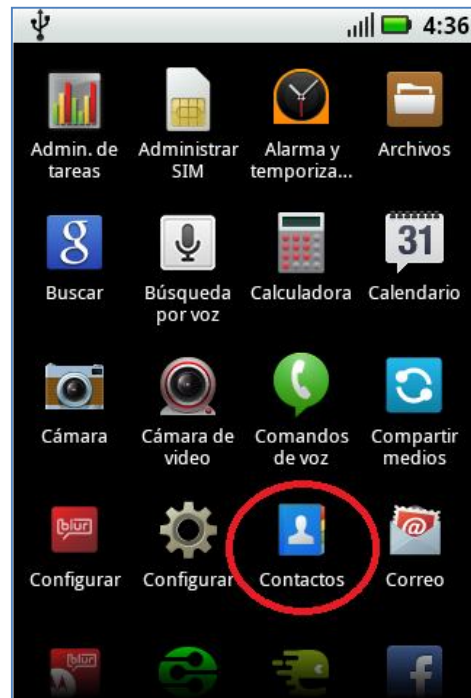 4:36
Admin. de Administrar Alarma y Archivos
tareas SIM temporiza...
g 31
Buscar Búsqueda Calculadora Calendario
por voz
Cámara Cámara de Comandos Compartir
video de voz medios
blur @
Configurar Configurar Contactos Correo
blur f